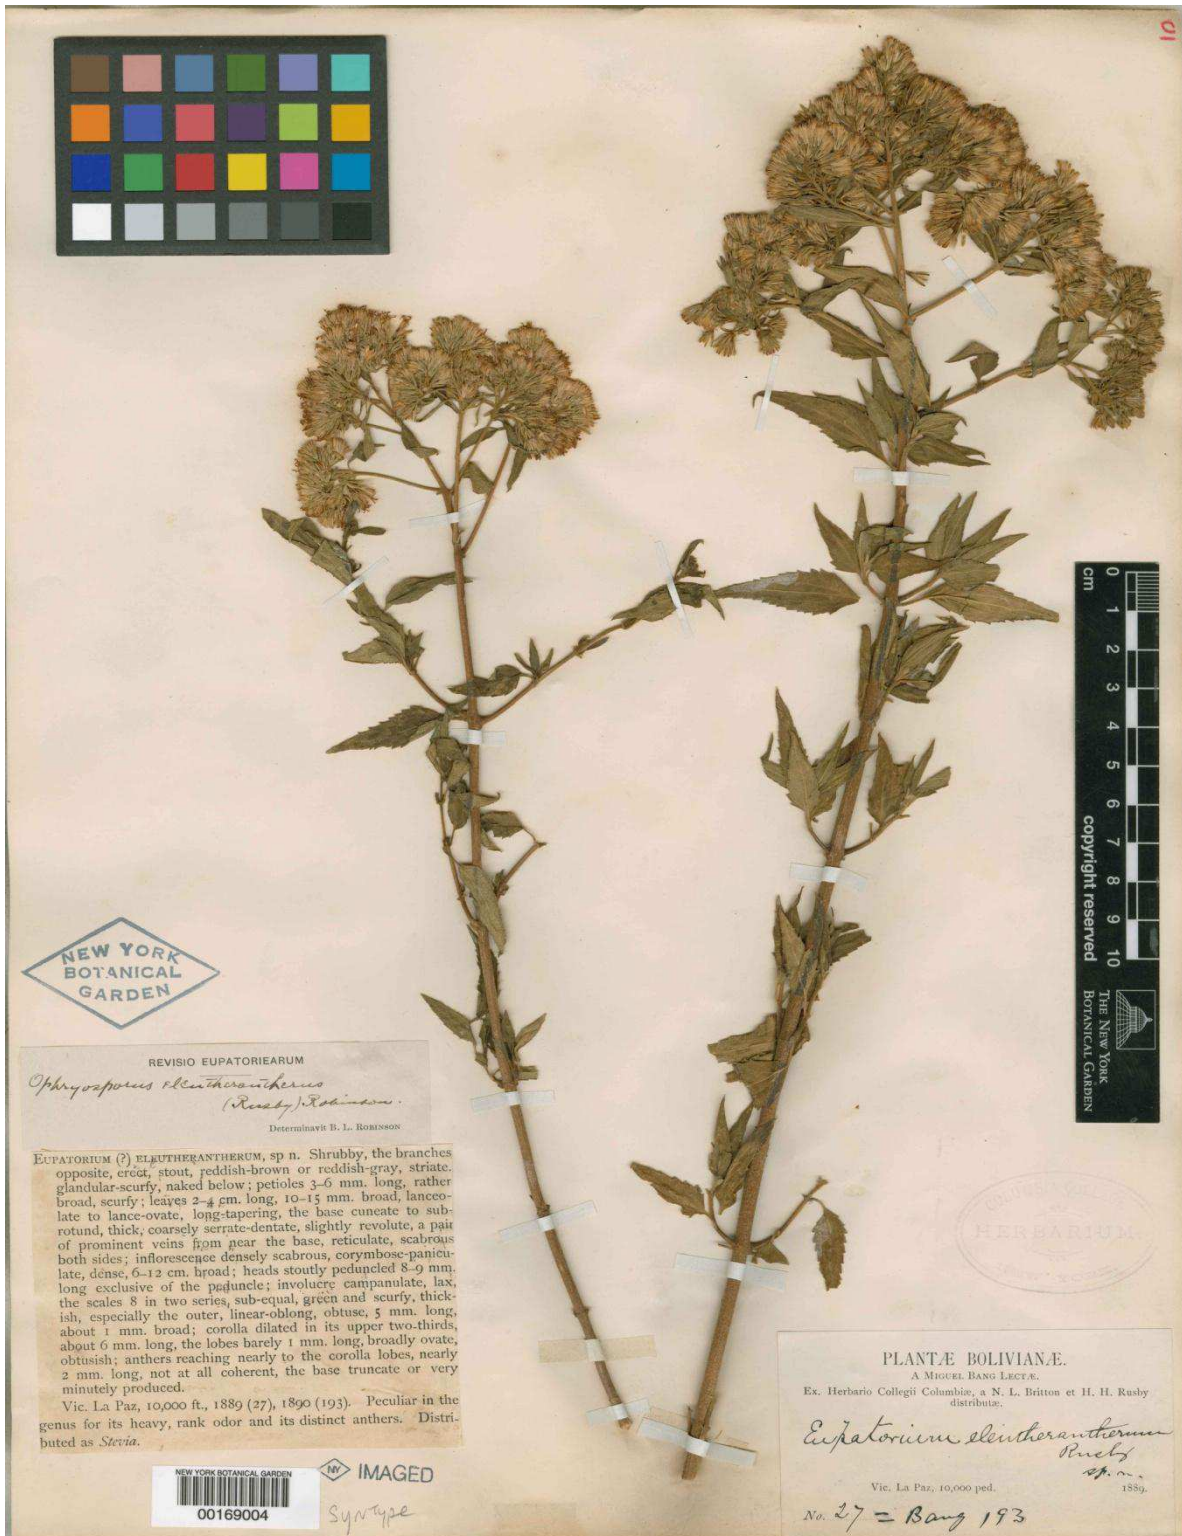 10
0 1 2 3 4 5 6 7 8 9 10
cm
copyright reserved
THE NEW YORK
BOTANICAL GARDEN
NEW YORK
BOTANICAL
GARDEN
REVISIO EUPATORIEARUM
Ophryosporus eleutherantherus
(Rusby) Robinson.
Determinavit B. L. ROBINSON
EUPATORIUM (?) ELEUTHERANTHERUM, sp n. Shrubby, the branches
opposite, erect, stout, reddish-brown or reddish-gray, striate.
glandular-scurfy, naked below; petioles 3–6 mm. long, rather
broad, scurfy; leaves 2–4 cm. long, 10–15 mm. broad, lanceo-
late to lance-ovate, long-tapering, the base cuneate to sub-
rotund, thick, coarsely serrate-dentate, slightly revolute, a pair
of prominent veins from near the base, reticulate, scabrous
both sides; inflorescence densely scabrous, corymbose-panicu-
late, dense, 6–12 cm. broad; heads stoutly peduncled 8–9 mm.
long exclusive of the peduncle; involucre campanulate, lax,
the scales 8 in two series, sub-equal, green and scurfy, thick-
ish, especially the outer, linear-oblong, obtuse, 5 mm. long,
about 1 mm. broad; corolla dilated in its upper two-thirds,
about 6 mm. long, the lobes barely 1 mm. long, broadly ovate,
obtusish; anthers reaching nearly to the corolla lobes, nearly
2 mm. long, not at all coherent, the base truncate or very
minutely produced.
Vic. La Paz, 10,000 ft., 1889 (27), 1890 (193). Peculiar in the
genus for its heavy, rank odor and its distinct anthers. Distri-
buted as Stevia.
NEW YORK BOTANICAL GARDEN
00169004
NY IMAGED
Syntype
HERBARIUM
PLANTÆ BOLIVIANÆ.
A MIGUEL BANG LECTÆ.
Ex. Herbario Collegii Columbiæ, a N. L. Britton et H. H. Rusby
distributæ.
Eupatorium eleutherantherum
Rusby
sp. n.
Vic. La Paz, 10,000 ped. 1889.
No. 27 = Bang 193